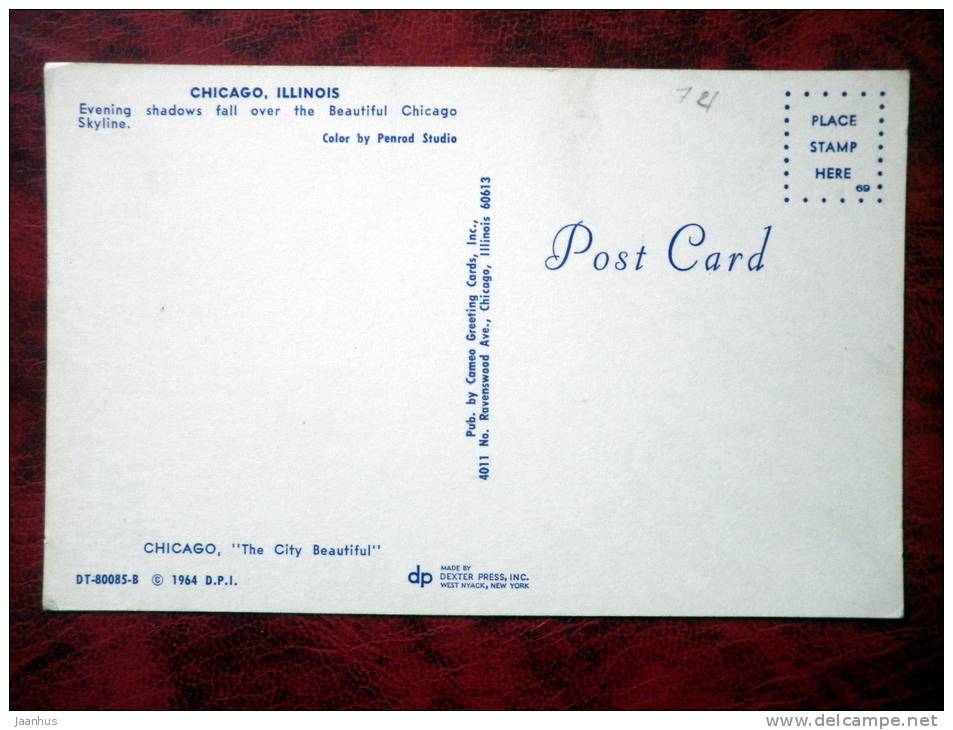 CHICAGO, ILLINOIS
Evening shadows fall over the Beautiful Chicago
Skyline.
Color by Penrod Studio
721
PLACE
STAMP
HERE
69
Post Card
Pub. by Cameo Greeting Cards, Inc.,
4011 No. Ravenswood Ave., Chicago, Illinois 60613
CHICAGO, "The City Beautiful"
DT-80085-B © 1964 D.P.I.
dp
MADE BY
DEXTER PRESS, INC.
WEST NYACK, NEW YORK
Jaanhus
www.delcampe.net